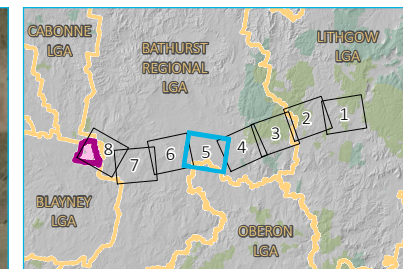 CABONNE
LGA
BATHURST
REGIONAL
LGA
LITHGOW
LGA
1
2
3
4
5
6
7
8
BLAYNEY
LGA
OBERON
LGA